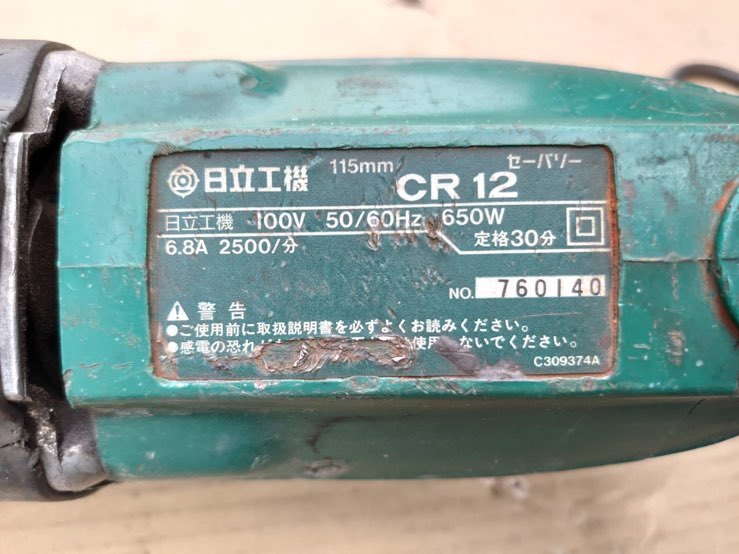 日立工機 115mm CR 12 セーバソー
日立工機 100V 50/60Hz 650W
6.8A 2500/分 定格30分
NO. 760140
警告
●ご使用前に取扱説明書を必ずよくお読みください。
●感電の恐れが 使用 ないでください。
C309374A